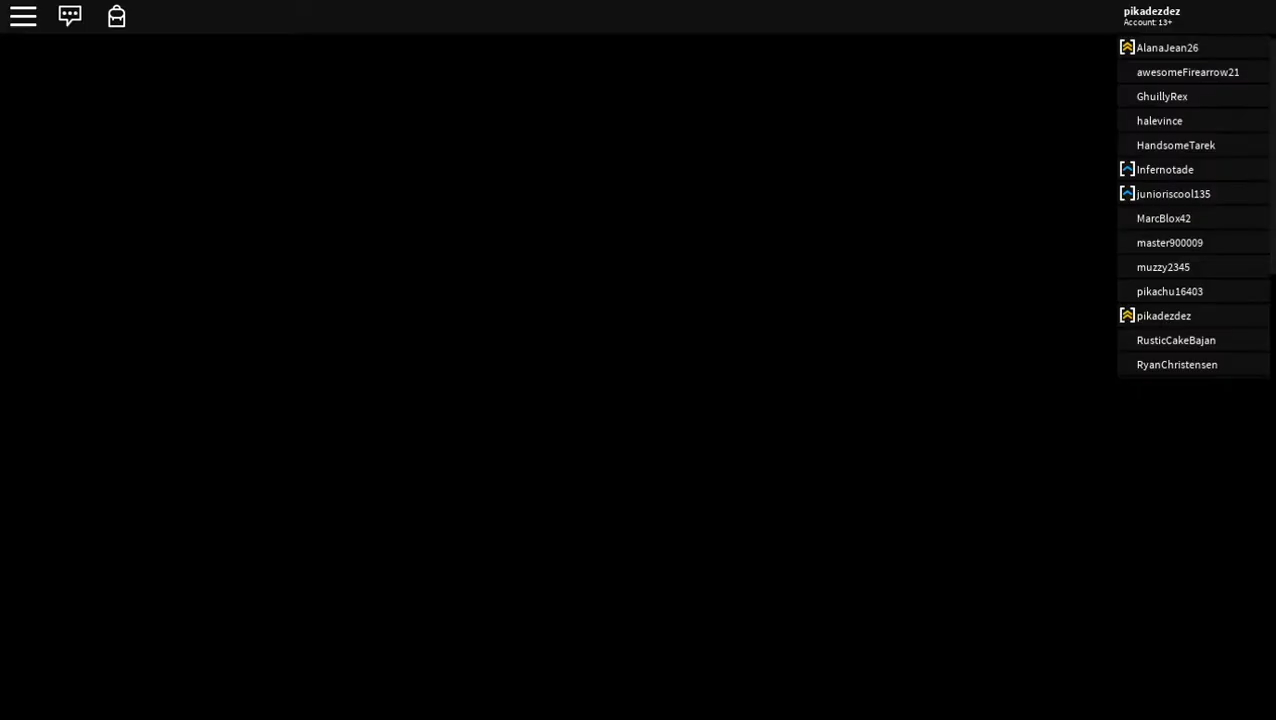 pikadezdez
Account: 13+
AlanaJean26
awesomeFirearrow21
GhuillyRex
halevince
HandsomeTarek
Infernotade
junioriscool135
MarcBlox42
master900009
muzzy2345
pikachu16403
pikadezdez
RusticCakeBajan
RyanChristensen